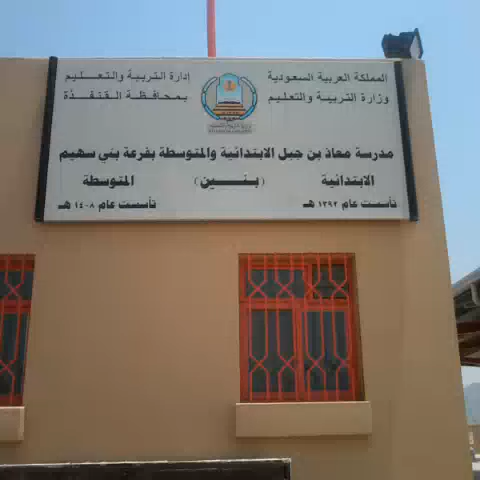 المملكة العربية السعودية
وزارة التربية والتعليم
إدارة التربية والتعليم
بمحافظة القنفذة
مدرسة معاذ بن جبل الابتدائية والمتوسطة بقرعة بني سهيم
الابتدائية (بنين) المتوسطة
تأسست عام ١٣٩٢ هـ تأسست عام ١٤٠٨ هـ